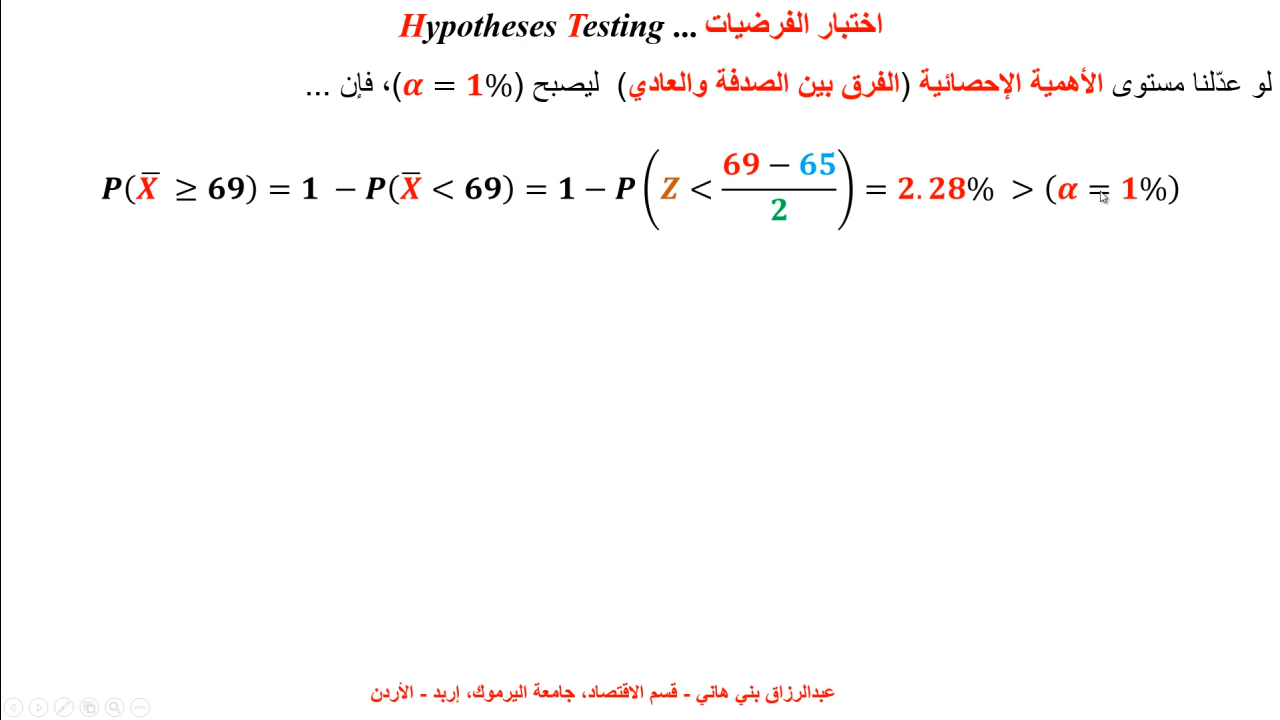 اختبار الفرضيات ... Hypotheses Testing
لو عدّلنا مستوى الأهمية الإحصائية (الفرق بين الصدفة والعادي) ليصبح (α = 1%)، فإن ...
P(X̅ ≥ 69) = 1 − P(X̅ < 69) = 1 − P(Z < (69 − 65)/2) = 2.28% > (α = 1%)
عبدالرزاق بني هاني - قسم الاقتصاد، جامعة اليرموك، إربد - الأردن